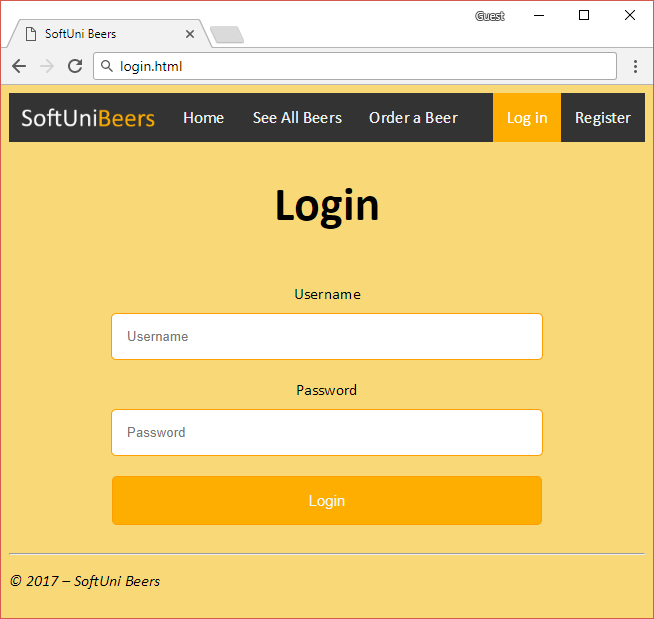 Guest
SoftUni Beers
login.html
SoftUniBeers Home See All Beers Order a Beer Log in Register
Login
Username
Username
Password
Password
Login
© 2017 – SoftUni Beers